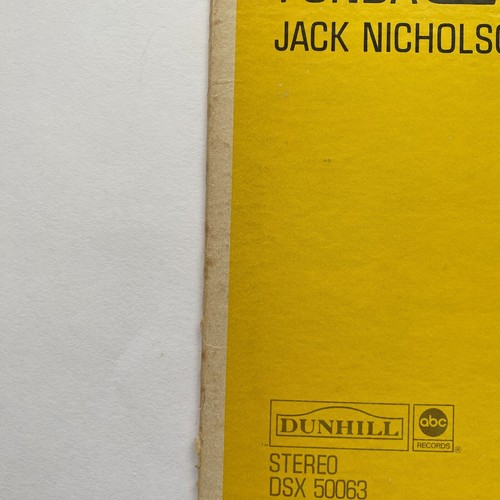 JACK NICHOLSO
DUNHILL
abc
RECORDS
STEREO
DSX 50063